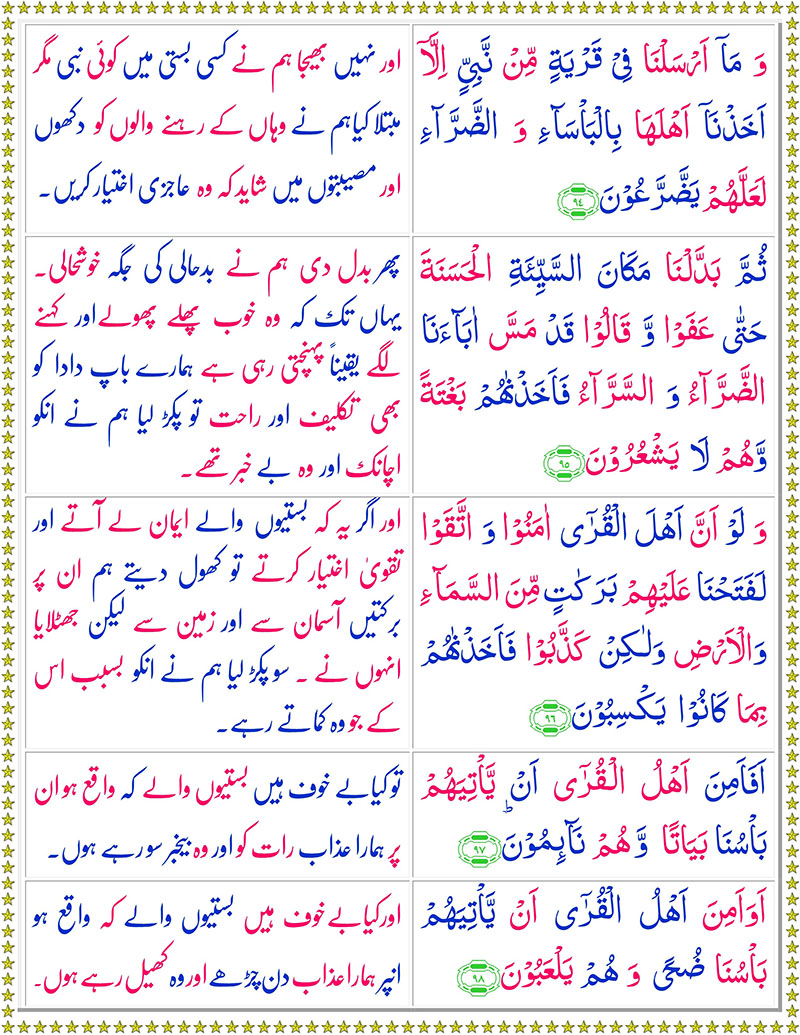 وَ مَاۤ اَرْسَلْنَا فِیْ قَرْیَةٍ مِّنْ نَّبِیٍّ اِلَّاۤ
اَخَذْنَاۤ اَهْلَهَا بِالْبَاْسَآءِ وَ الضَّرَّآءِ
لَعَلَّهُمْ یَضَّرَّعُوْنَ ۹۴
اور نہیں بھیجا ہم نے کسی بستی میں کوئی نبی مگر
مبتلا کیاہم نے وہاں کے رہنے والوں کو دکھوں
اور مصیبتوں میں شاید کہ وہ عاجزی اختیار کریں۔
ثُمَّ بَدَّلْنَا مَكَانَ السَّیِّئَةِ الْحَسَنَةَ
حَتّٰی عَفَوْا وَّ قَالُوْا قَدْ مَسَّ اٰبَآءَنَا
الضَّرَّآءُ وَ السَّرَّآءُ فَاَخَذْنٰهُمْ بَغْتَةً
وَّهُمْ لَا یَشْعُرُوْنَ ۹۵
پھر بدل دی ہم نے بدحالی کی جگہ خوشحالی۔
یہاں تک کہ وہ خوب پھلے پھولے اور کہنے
لگے یقیناً پہنچتی رہی ہے ہمارے باپ دادا کو
بھی تکلیف اور راحت تو پکڑ لیا ہم نے انکو
اچانک اور وہ بے خبر تھے۔
وَ لَوْ اَنَّ اَهْلَ الْقُرٰۤی اٰمَنُوْا وَ اتَّقَوْا
لَفَتَحْنَا عَلَیْهِمْ بَرَكٰتٍ مِّنَ السَّمَآءِ
وَالْاَرْضِ وَلٰكِنْ كَذَّبُوْا فَاَخَذْنٰهُمْ
بِمَا كَانُوْا یَكْسِبُوْنَ ۹۶
اور اگر یہ کہ بستیوں والے ایمان لے آتے اور
تقویٰ اختیار کرتے تو کھول دیتے ہم ان پر
برکتیں آسمان سے اور زمین سے لیکن جھٹلایا
انہوں نے ۔ سو پکڑ لیا ہم نے انکو بسبب اس
کے جو وہ کماتے رہے۔
اَفَاَمِنَ اَهْلُ الْقُرٰۤی اَنْ یَّاْتِیَهُمْ
بَاْسُنَا بَیَاتًا وَّ هُمْ نَآىِٕمُوْنَ ۹۷
تو کیا بے خوف ہیں بستیوں والے کہ واقع ہو ان
پر ہمارا عذاب رات کو اور وہ بیخبر سو رہے ہوں۔
اَوَاَمِنَ اَهْلُ الْقُرٰۤی اَنْ یَّاْتِیَهُمْ
بَاْسُنَا ضُحًی وَ هُمْ یَلْعَبُوْنَ ۹۸
اور کیا بے خوف ہیں بستیوں والے کہ واقع ہو
انپر ہمارا عذاب دن چڑھے اور وہ کھیل رہے ہوں۔